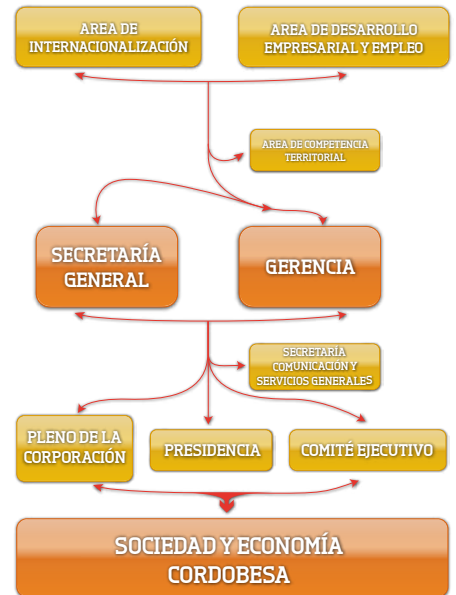 AREA DE
INTERNACIONALIZACIÓN
AREA DE DESARROLLO
EMPRESARIAL Y EMPLEO
AREA DE COMPETENCIA
TERRITORIAL
SECRETARÍA
GENERAL
GERENCIA
SECRETARÍA
COMUNICACIÓN Y
SERVICIOS GENERALES
PLENO DE LA
CORPORACIÓN
PRESIDENCIA
COMITÉ EJECUTIVO
SOCIEDAD Y ECONOMÍA
CORDOBESA